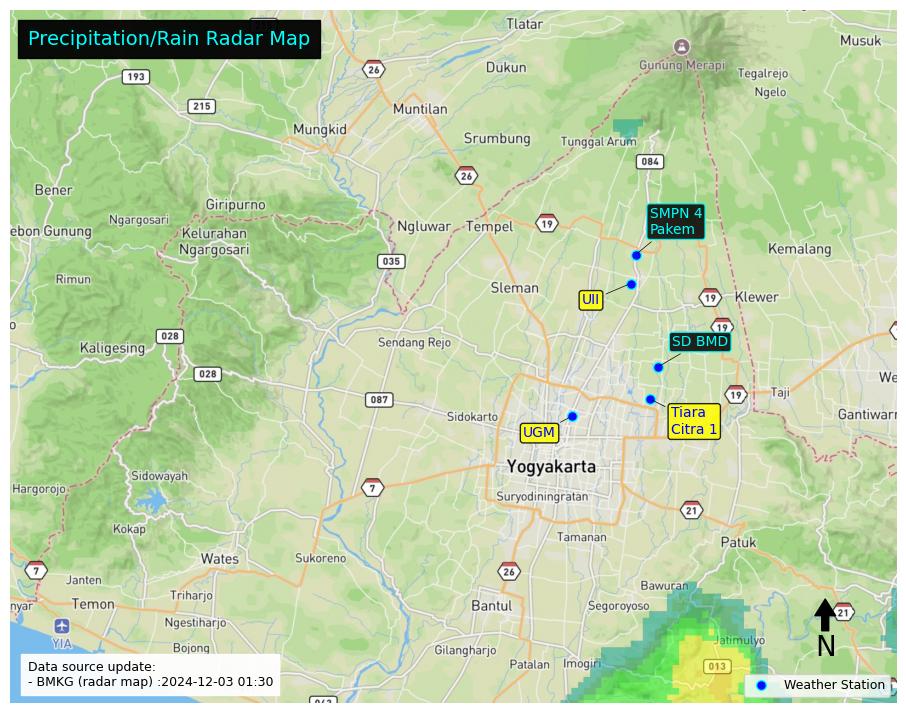 Precipitation/Rain Radar Map
Tlatar
Musuk
26
193
Dukun
Gunung Merapi
Tegalrejo
Ngelo
215
Muntilan
Mungkid
Srumbung
Tunggal Arum
084
26
Bener
Giripurno
Ngargosari
SMPN 4
Pakem
ebon Gunung
Kelurahan
Ngargosari
Ngluwar
Tempel
19
Kemalang
035
Rimun
Sleman
UII
19
Klewer
19
028
Kaligesing
Sendang Rejo
SD BMD
028
087
19
Taji
We
Sidokarto
Tiara
Citra 1
Gantiwarn
UGM
Yogyakarta
Sidowayah
Hargorojo
7
Suryodiningratan
21
Kokap
Tamanan
Patuk
Wates
Sukoreno
7
26
Janten
Bawuran
Triharjo
nyar
Temon
Bantul
Segoroyoso
21
Ngestiharjo
YIA
Jatimulyo
N
Bojong
Gilangharjo
Patalan
Imogiri
013
Data source update:
- BMKG (radar map) :2024-12-03 01:30
Weather Station